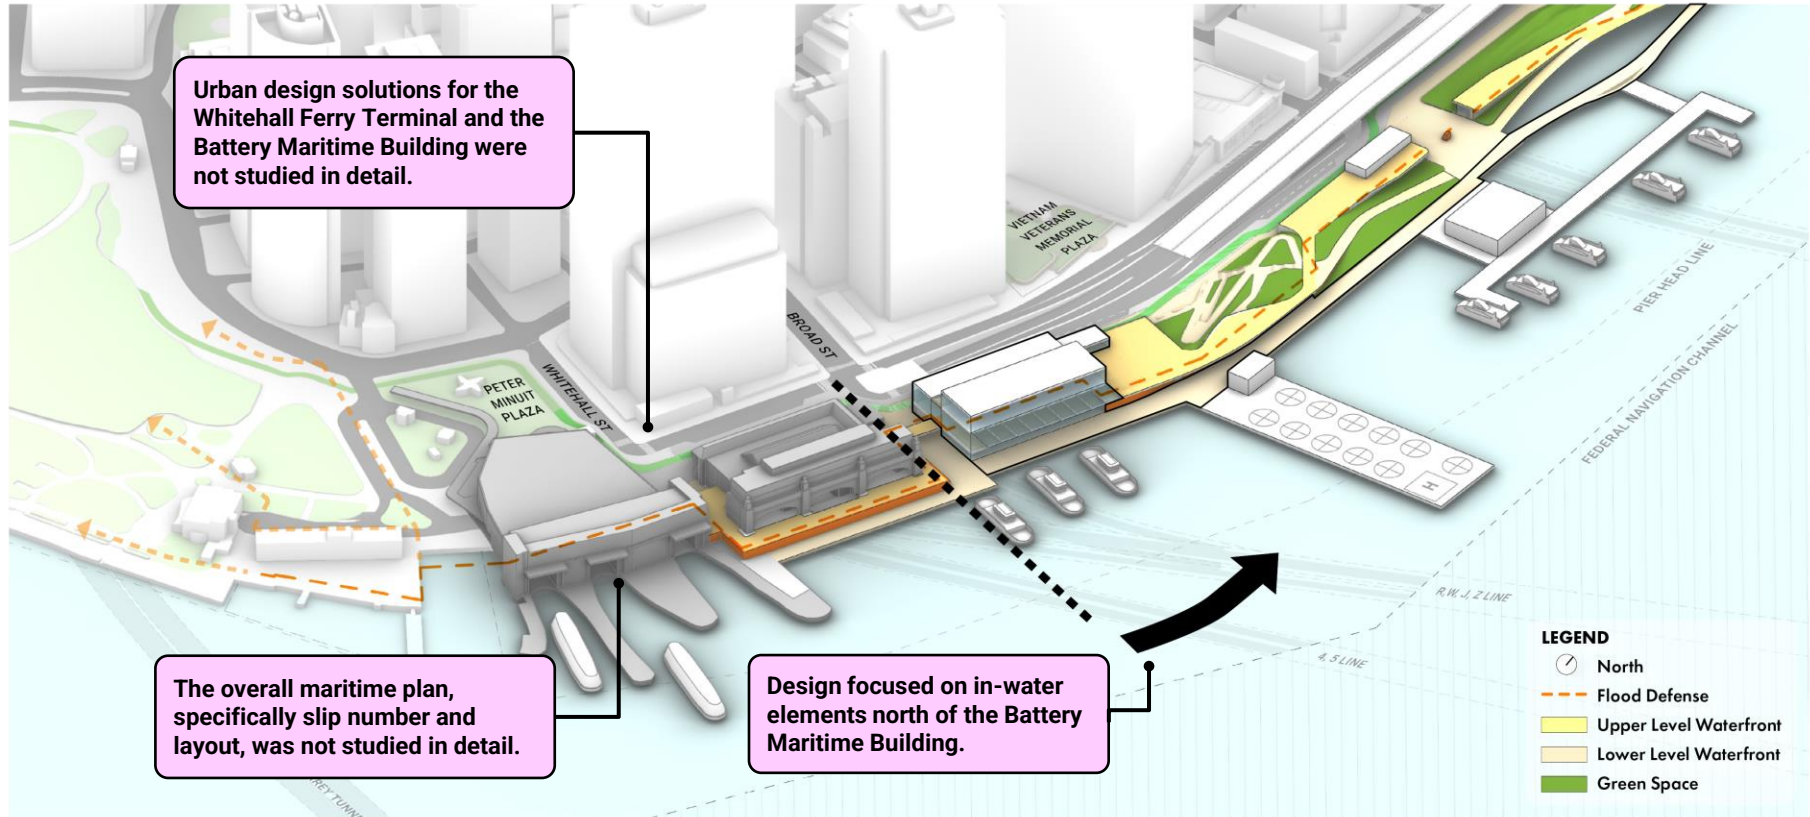 Urban design solutions for the
Whitehall Ferry Terminal and the
Battery Maritime Building were
not studied in detail.
VIETNAM
VETERANS
MEMORIAL
PLAZA
PIER HEAD LINE
FEDERAL NAVIGATION CHANNEL
BROAD ST
WHITEHALL ST
PETER
MINUIT
PLAZA
H
R,W, J, Z LINE
4, 5 LINE
The overall maritime plan,
specifically slip number and
layout, was not studied in detail.
Design focused on in-water
elements north of the Battery
Maritime Building.
LEGEND
North
Flood Defense
Upper Level Waterfront
Lower Level Waterfront
Green Space